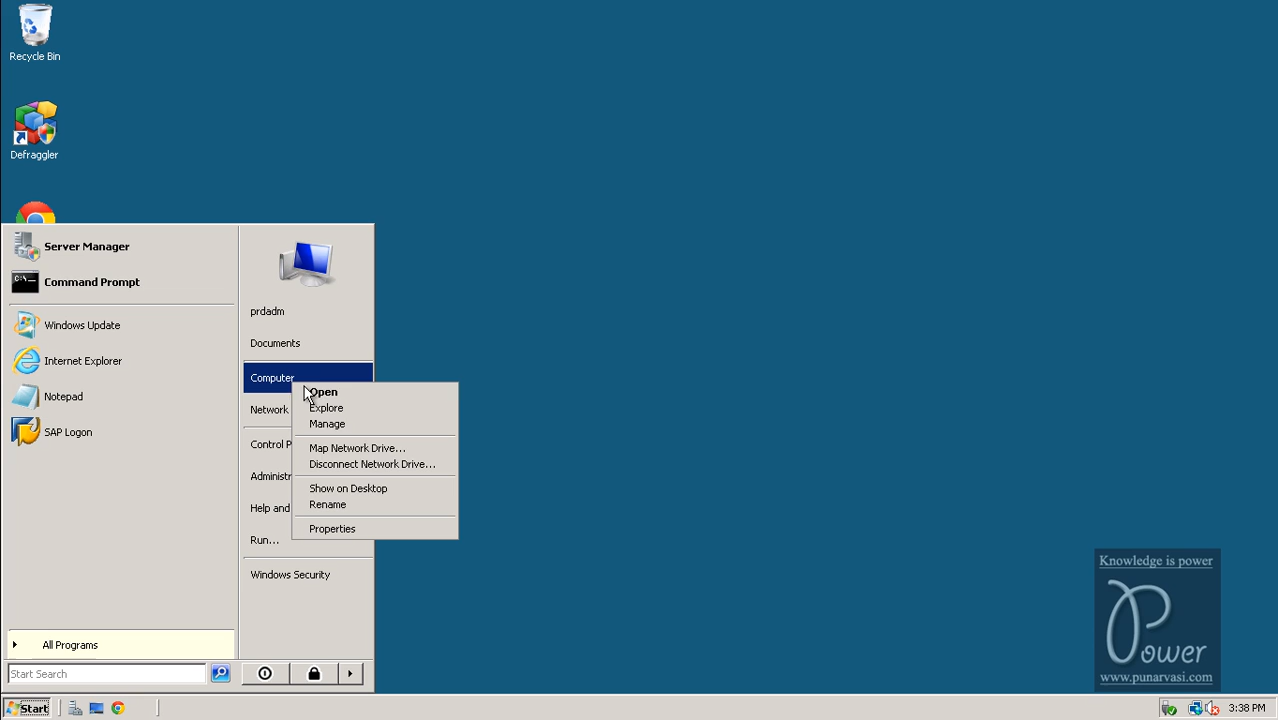 Recycle Bin
Defraggler
Server Manager
Command Prompt
Windows Update
Internet Explorer
Notepad
SAP Logon
All Programs
Start Search
prdadm
Documents
Computer
Network
Control P
Administr
Help and
Run...
Windows Security
Open
Explore
Manage
Map Network Drive...
Disconnect Network Drive...
Show on Desktop
Rename
Properties
Knowledge is power
Power
www.punarvasi.com
Start
3:38 PM